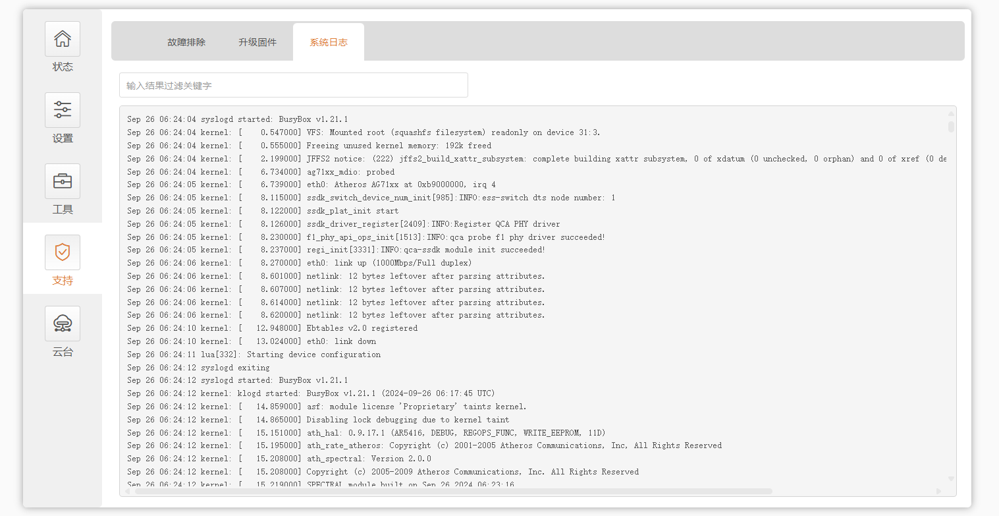 状态
设置
工具
支持
云台
故障排除 升级固件 系统日志
输入结果过滤关键字
Sep 26 06:24:04 syslogd started: BusyBox v1.21.1
Sep 26 06:24:04 kernel: [    0.547000] VFS: Mounted root (squashfs filesystem) readonly on device 31:3.
Sep 26 06:24:04 kernel: [    0.555000] Freeing unused kernel memory: 192k freed
Sep 26 06:24:04 kernel: [    2.199000] JFFS2 notice: (222) jffs2_build_xattr_subsystem: complete building xattr subsystem, 0 of xdatum (0 unchecked, 0 orphan) and 0 of xref (0 de
Sep 26 06:24:04 kernel: [    6.734000] ag71xx_mdio: probed
Sep 26 06:24:05 kernel: [    6.739000] eth0: Atheros AG71xx at 0xb9000000, irq 4
Sep 26 06:24:05 kernel: [    8.115000] ssdk_switch_device_num_init[985]:INFO:ess-switch dts node number: 1
Sep 26 06:24:05 kernel: [    8.122000] ssdk_plat_init start
Sep 26 06:24:05 kernel: [    8.126000] ssdk_driver_register[2409]:INFO:Register QCA PHY driver
Sep 26 06:24:05 kernel: [    8.230000] f1_phy_api_ops_init[1513]:INFO:qca probe f1 phy driver succeeded!
Sep 26 06:24:05 kernel: [    8.237000] regi_init[3331]:INFO:qca-ssdk module init succeeded!
Sep 26 06:24:06 kernel: [    8.270000] eth0: link up (1000Mbps/Full duplex)
Sep 26 06:24:06 kernel: [    8.601000] netlink: 12 bytes leftover after parsing attributes.
Sep 26 06:24:06 kernel: [    8.607000] netlink: 12 bytes leftover after parsing attributes.
Sep 26 06:24:06 kernel: [    8.614000] netlink: 12 bytes leftover after parsing attributes.
Sep 26 06:24:06 kernel: [    8.620000] netlink: 12 bytes leftover after parsing attributes.
Sep 26 06:24:10 kernel: [   12.948000] Ebtables v2.0 registered
Sep 26 06:24:10 kernel: [   13.024000] eth0: link down
Sep 26 06:24:11 lua[332]: Starting device configuration
Sep 26 06:24:12 syslogd exiting
Sep 26 06:24:12 syslogd started: BusyBox v1.21.1
Sep 26 06:24:12 kernel: klogd started: BusyBox v1.21.1 (2024-09-26 06:17:45 UTC)
Sep 26 06:24:12 kernel: [   14.859000] asf: module license 'Proprietary' taints kernel.
Sep 26 06:24:12 kernel: [   14.865000] Disabling lock debugging due to kernel taint
Sep 26 06:24:12 kernel: [   15.151000] ath_hal: 0.9.17.1 (AR5416, DEBUG, REGOPS_FUNC, WRITE_EEPROM, 11D)
Sep 26 06:24:12 kernel: [   15.195000] ath_rate_atheros: Copyright (c) 2001-2005 Atheros Communications, Inc, All Rights Reserved
Sep 26 06:24:12 kernel: [   15.208000] ath_spectral: Version 2.0.0
Sep 26 06:24:12 kernel: [   15.208000] Copyright (c) 2005-2009 Atheros Communications, Inc. All Rights Reserved
Sep 26 06:24:12 kernel: [   15.219000] SPECTRAL module built on Sep 26 2024 06:23:16